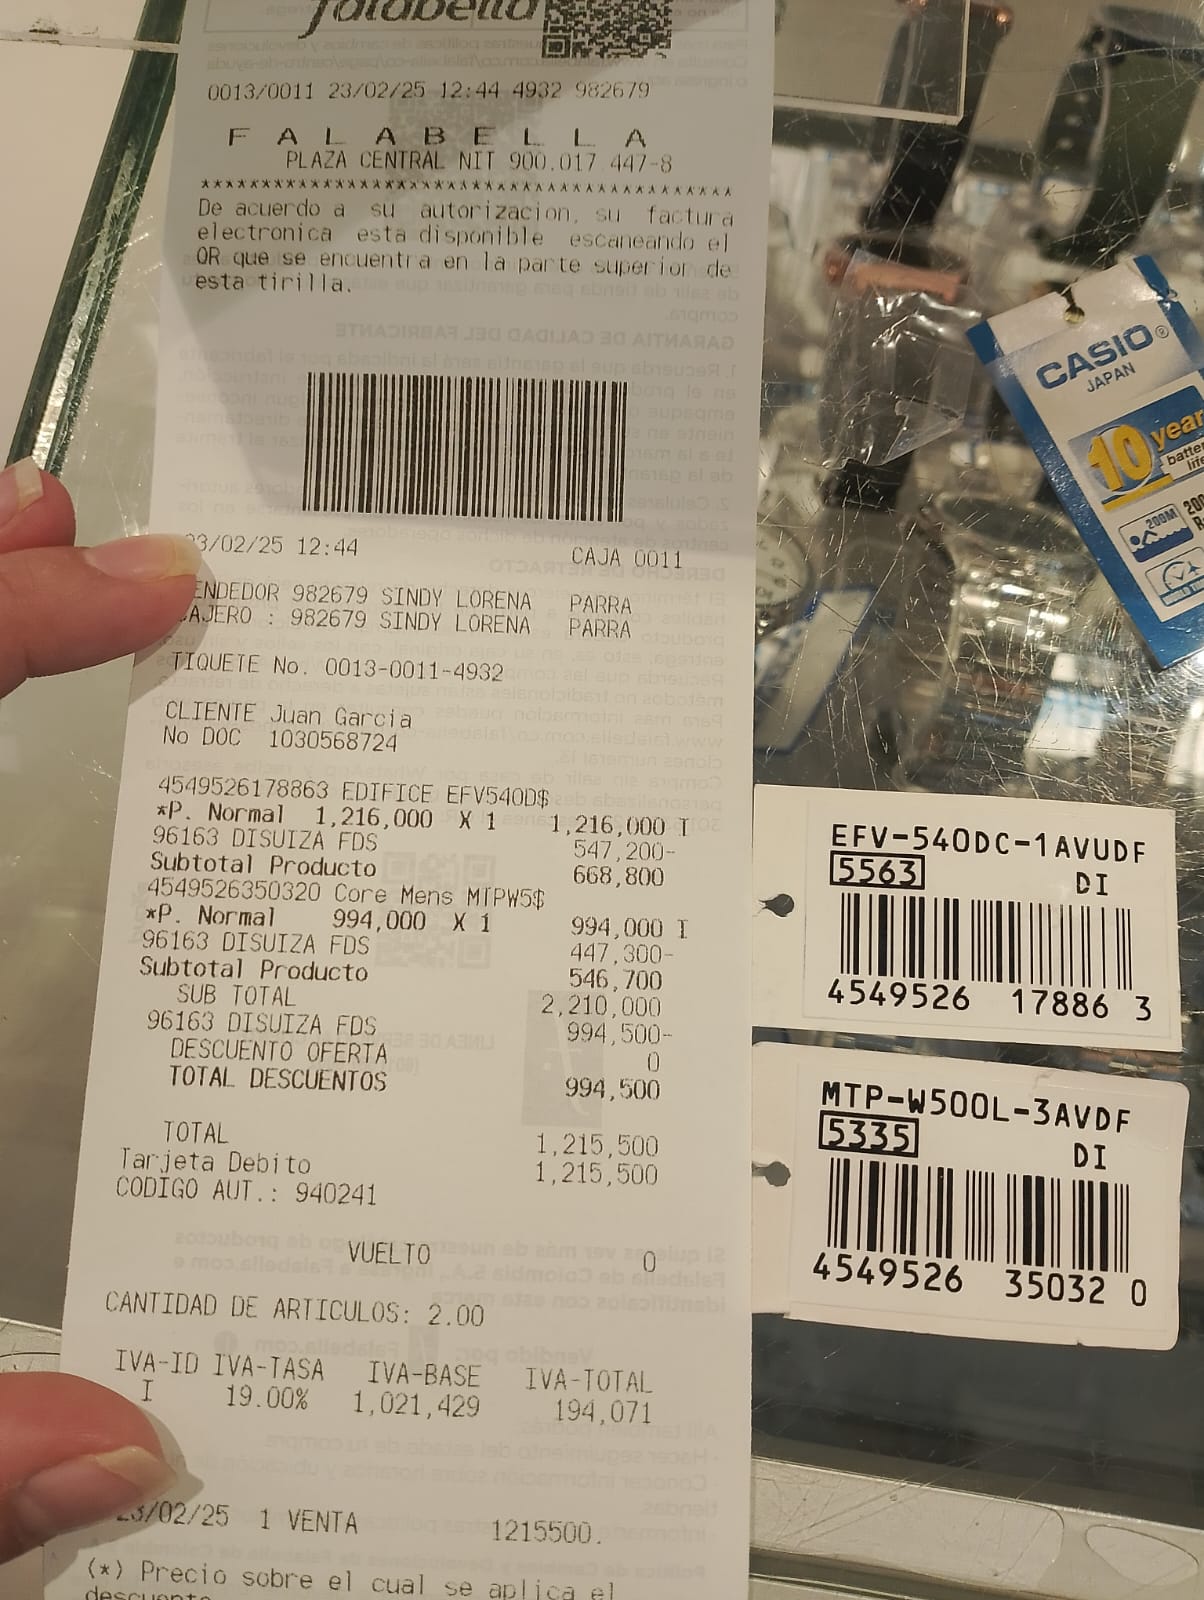 falabella
0013/0011 23/02/25 12:44 4932 982679
F A L A B E L L A
PLAZA CENTRAL NIT 900.017.447-8
********************************************
De acuerdo a su autorizacion, su factura
electronica esta disponible escaneando el
QR que se encuentra en la parte superior de
esta tirilla.
3/02/25 12:44 CAJA 0011
ENDEDOR 982679 SINDY LORENA PARRA
AJERO : 982679 SINDY LORENA PARRA
TIQUETE No. 0013-0011-4932
CLIENTE Juan Garcia
No DOC 1030568724
4549526178863 EDIFICE EFV540D$
*P. Normal 1,216,000 X 1 1,216,000 I
96163 DISUIZA FDS 547,200-
Subtotal Producto 668,800
4549526350320 Core Mens MTPW5$
*P. Normal 994,000 X 1 994,000 I
96163 DISUIZA FDS 447,300-
Subtotal Producto 546,700
SUB TOTAL 2,210,000
96163 DISUIZA FDS 994,500-
DESCUENTO OFERTA 0
TOTAL DESCUENTOS 994,500
TOTAL 1,215,500
Tarjeta Debito 1,215,500
CODIGO AUT.: 940241
VUELTO 0
CANTIDAD DE ARTICULOS: 2.00
IVA-ID IVA-TASA IVA-BASE IVA-TOTAL
I 19.00% 1,021,429 194,071
23/02/25 1 VENTA 1215500.
(*) Precio sobre el cual se aplica el
descuento
CASIO®
JAPAN
10 year
batter
life
200M
EFV-540DC-1AVUDF
5563 DI
4549526 17886 3
MTP-W500L-3AVDF
5335 DI
4549526 35032 0